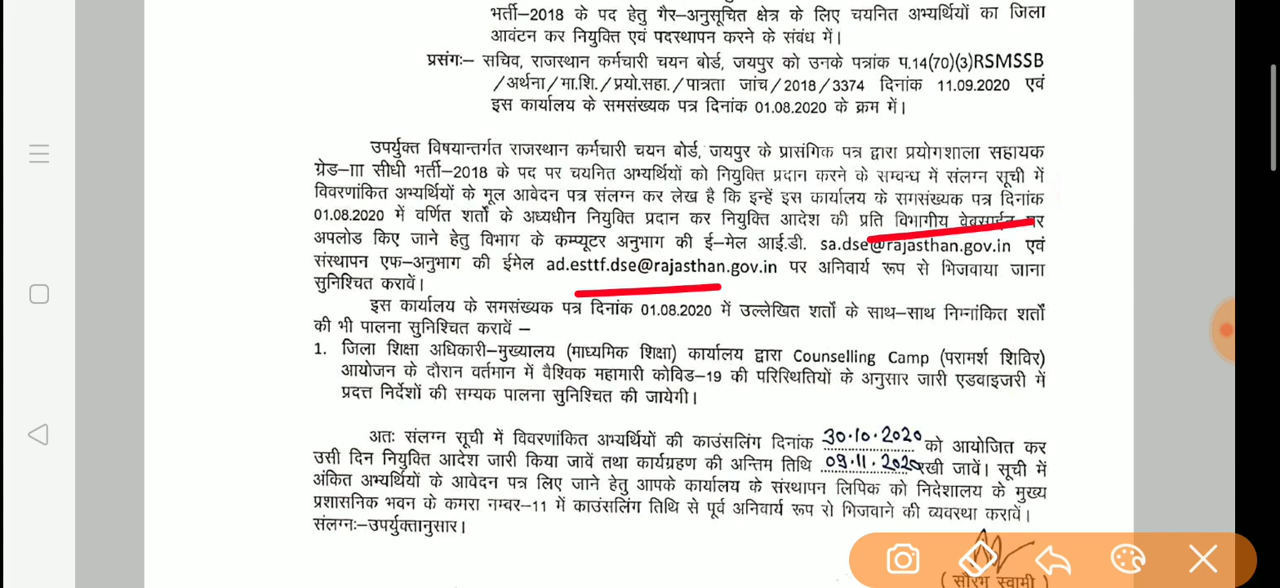 भर्ती–2018 के पद हेतु गैर–अनुसूचित क्षेत्र के लिए चयनित अभ्यर्थियों का जिला
आवंटन कर नियुक्ति एवं पदस्थापन करने के संबंध में।
प्रसंगः– सचिव, राजस्थान कर्मचारी चयन बोर्ड, जयपुर को उनके पत्रांक प.14(70)(3)RSMSSB
/अर्थना/मा.शि./प्रयो.सहा./पात्रता जांच/2018/3374 दिनांक 11.09.2020 एवं
इस कार्यालय के समसंख्यक पत्र दिनांक 01.08.2020 के क्रम में।
उपर्युक्त विषयान्तर्गत राजस्थान कर्मचारी चयन बोर्ड, जयपुर के प्रासंगिक पत्र द्वारा प्रयोगशाला सहायक
ग्रेड–III सीधी भर्ती–2018 के पद पर चयनित अभ्यर्थियों को नियुक्ति प्रदान करने के सम्बन्ध में संलग्न सूची में
विवरणांकित अभ्यर्थियों के मूल आवेदन पत्र संलग्न कर लेख है कि इन्हें इस कार्यालय के समसंख्यक पत्र दिनांक
01.08.2020 में वर्णित शर्तो के अध्यधीन नियुक्ति प्रदान कर नियुक्ति आदेश की प्रति विभागीय वेबसाईट पर
अपलोड किए जाने हेतु विभाग के कम्प्यूटर अनुभाग की ई–मेल आई.डी. sa.dse@rajasthan.gov.in एवं
संस्थापन एफ–अनुभाग की ईमेल ad.esttf.dse@rajasthan.gov.in पर अनिवार्य रूप से भिजवाया जाना
सुनिश्चित करावें।
इस कार्यालय के समसंख्यक पत्र दिनांक 01.08.2020 में उल्लेखित शर्तो के साथ–साथ निम्नांकित शर्तों
की भी पालना सुनिश्चित करावें –
1. जिला शिक्षा अधिकारी–मुख्यालय (माध्यमिक शिक्षा) कार्यालय द्वारा Counselling Camp (परामर्श शिविर)
आयोजन के दौरान वर्तमान में वैश्विक महामारी कोविड–19 की परिस्थितियों के अनुसार जारी एडवाइजरी में
प्रदत्त निर्देशों की सम्यक पालना सुनिश्चित की जायेगी।
अतः संलग्न सूची में विवरणांकित अभ्यर्थियों की काउंसलिंग दिनांक 30.10.2020 को आयोजित कर
उसी दिन नियुक्ति आदेश जारी किया जावें तथा कार्यग्रहण की अन्तिम तिथि 09.11.2020 रखी जावें। सूची में
अंकित अभ्यर्थियों के आवेदन पत्र लिए जाने हेतु आपके कार्यालय के संस्थापन लिपिक को निदेशालय के मुख्य
प्रशासनिक भवन के कमरा नम्बर–11 में काउंसलिंग तिथि से पूर्व अनिवार्य रूप से भिजवाने की व्यवस्था करावें।
संलग्नः–उपर्युक्तानुसार।
( सौरभ स्वामी )